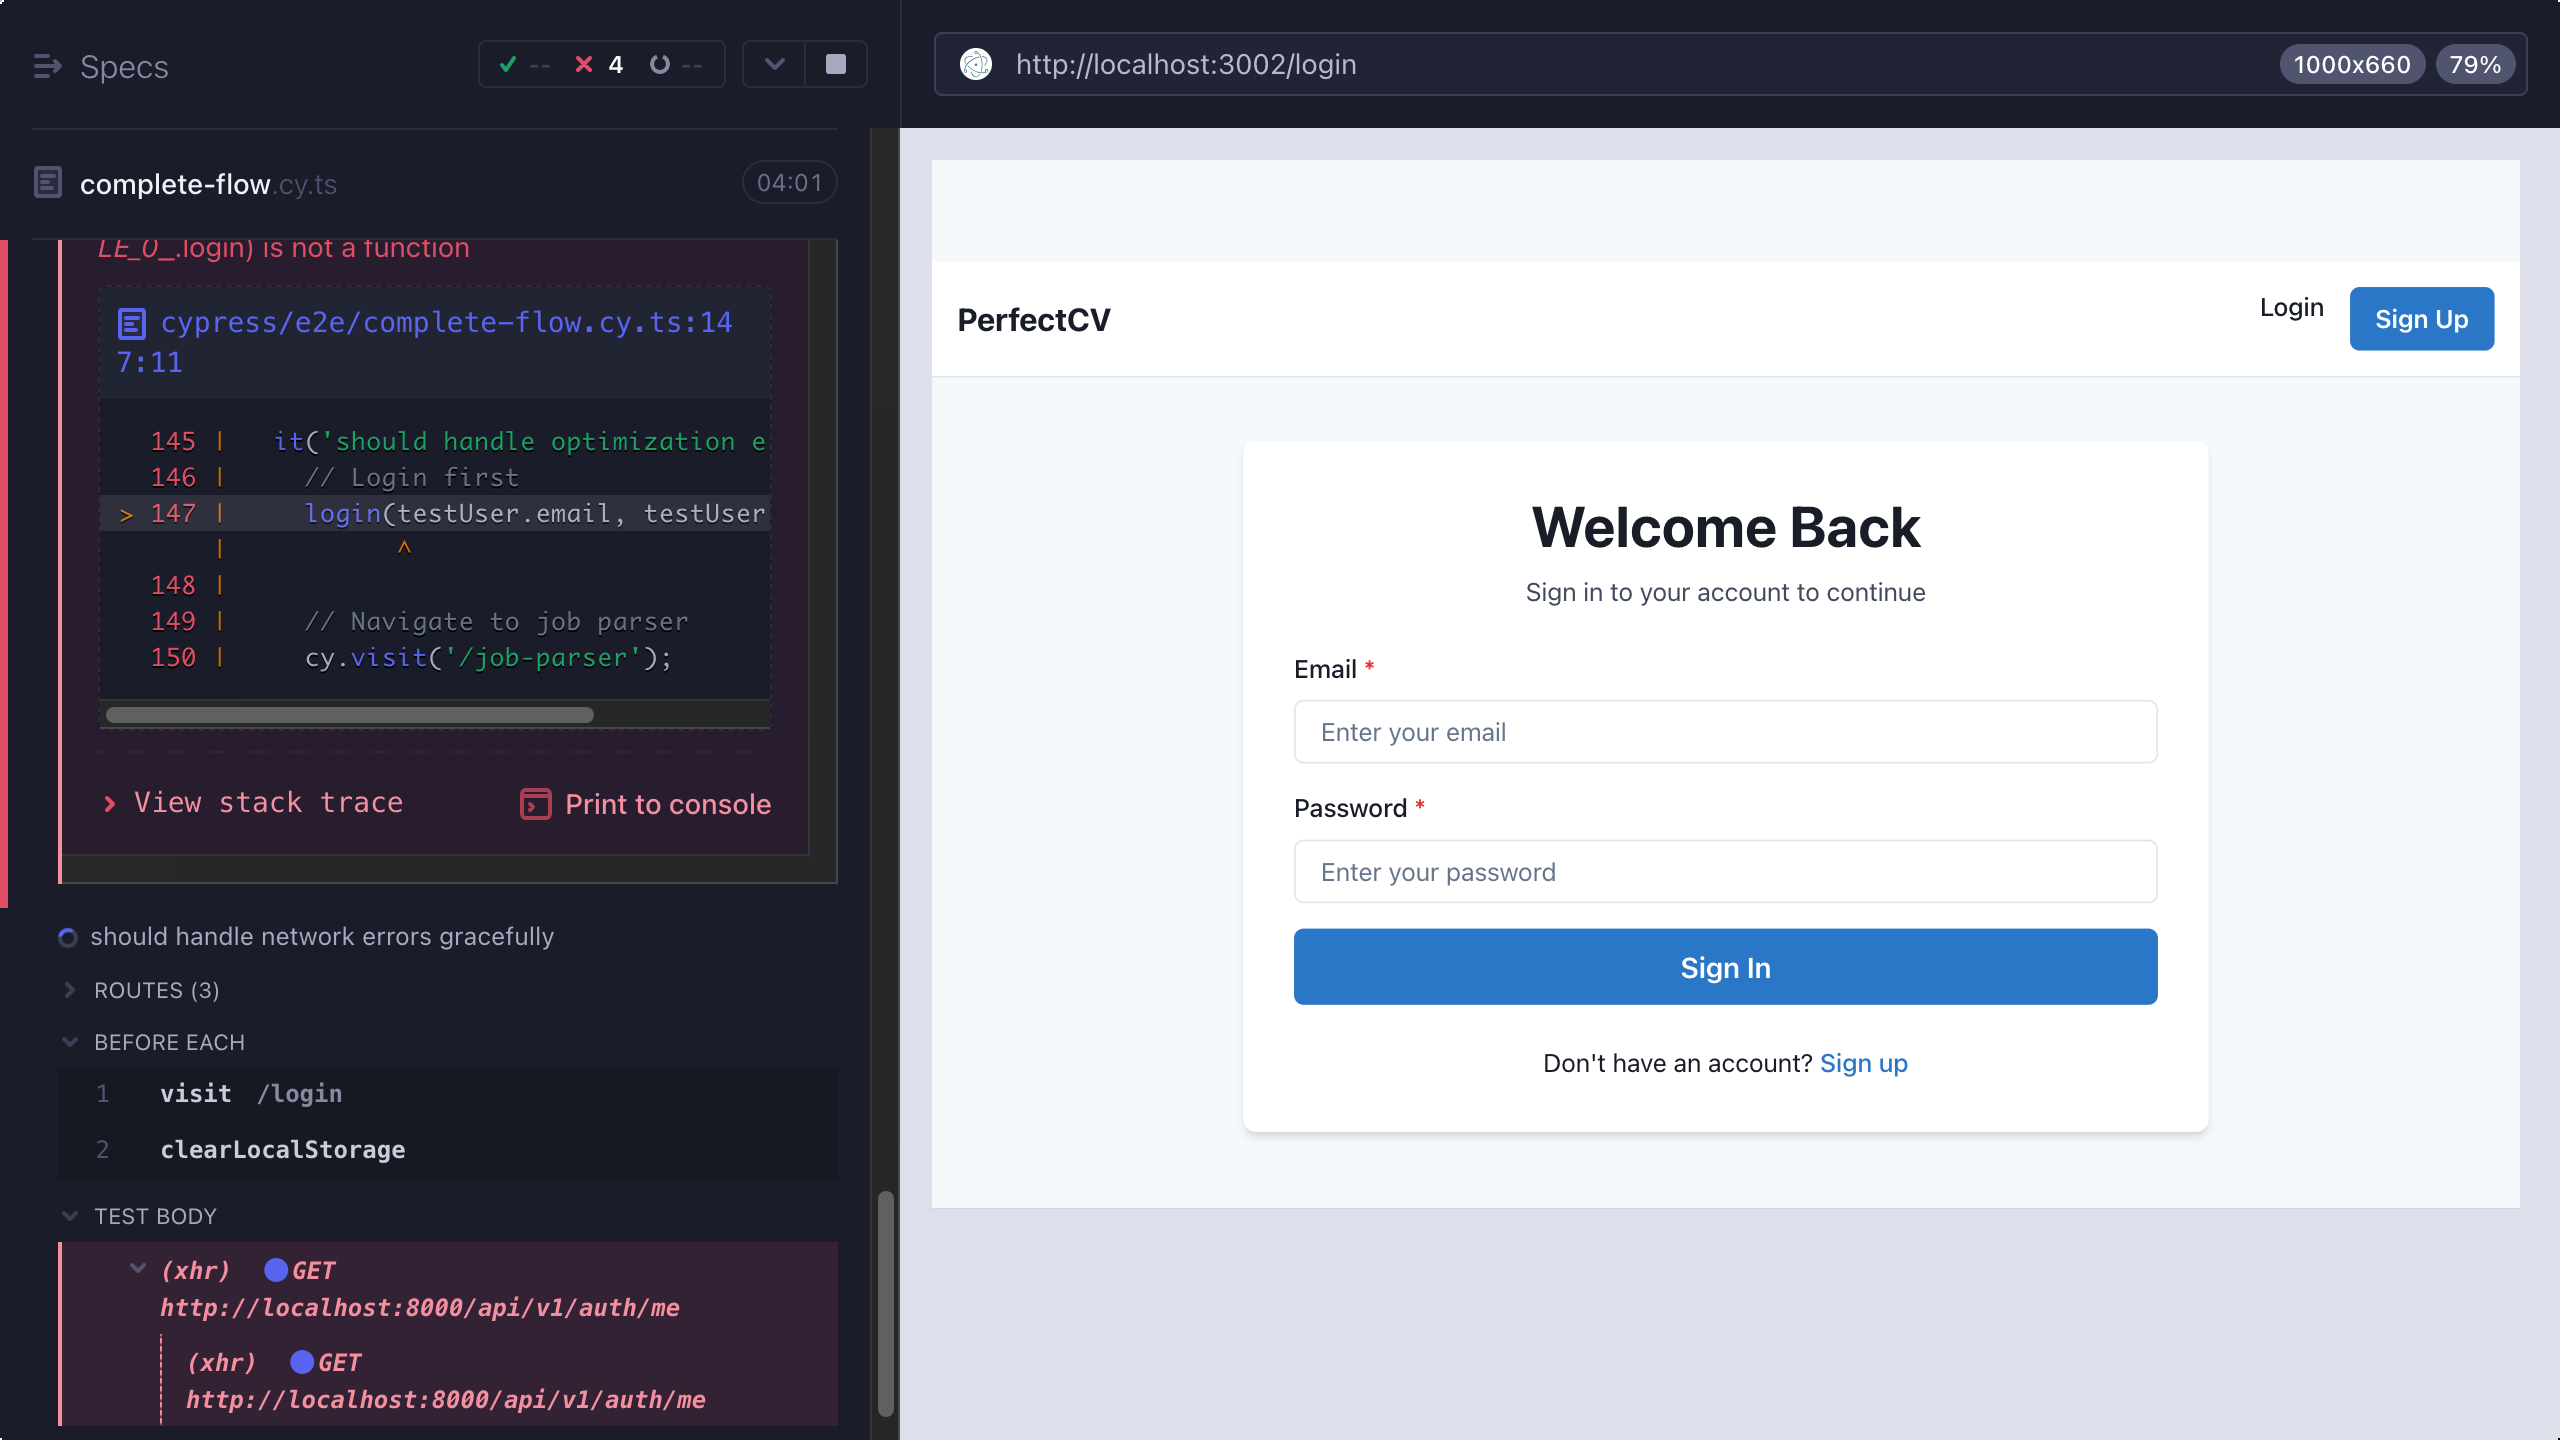 Specs
-- 4 --
complete-flow.cy.ts
04:01
LE_0_.login) is not a function
cypress/e2e/complete-flow.cy.ts:14
7:11
145 | it('should handle optimization e
146 | // Login first
> 147 | login(testUser.email, testUser
| ^
148 |
149 | // Navigate to job parser
150 | cy.visit('/job-parser');
View stack trace
Print to console
should handle network errors gracefully
ROUTES (3)
BEFORE EACH
1 visit /login
2 clearLocalStorage
TEST BODY
(xhr) GET
http://localhost:8000/api/v1/auth/me
(xhr) GET
http://localhost:8000/api/v1/auth/me
http://localhost:3002/login
1000x660
79%
PerfectCV
Login
Sign Up
Welcome Back
Sign in to your account to continue
Email *
Enter your email
Password *
Enter your password
Sign In
Don't have an account? Sign up